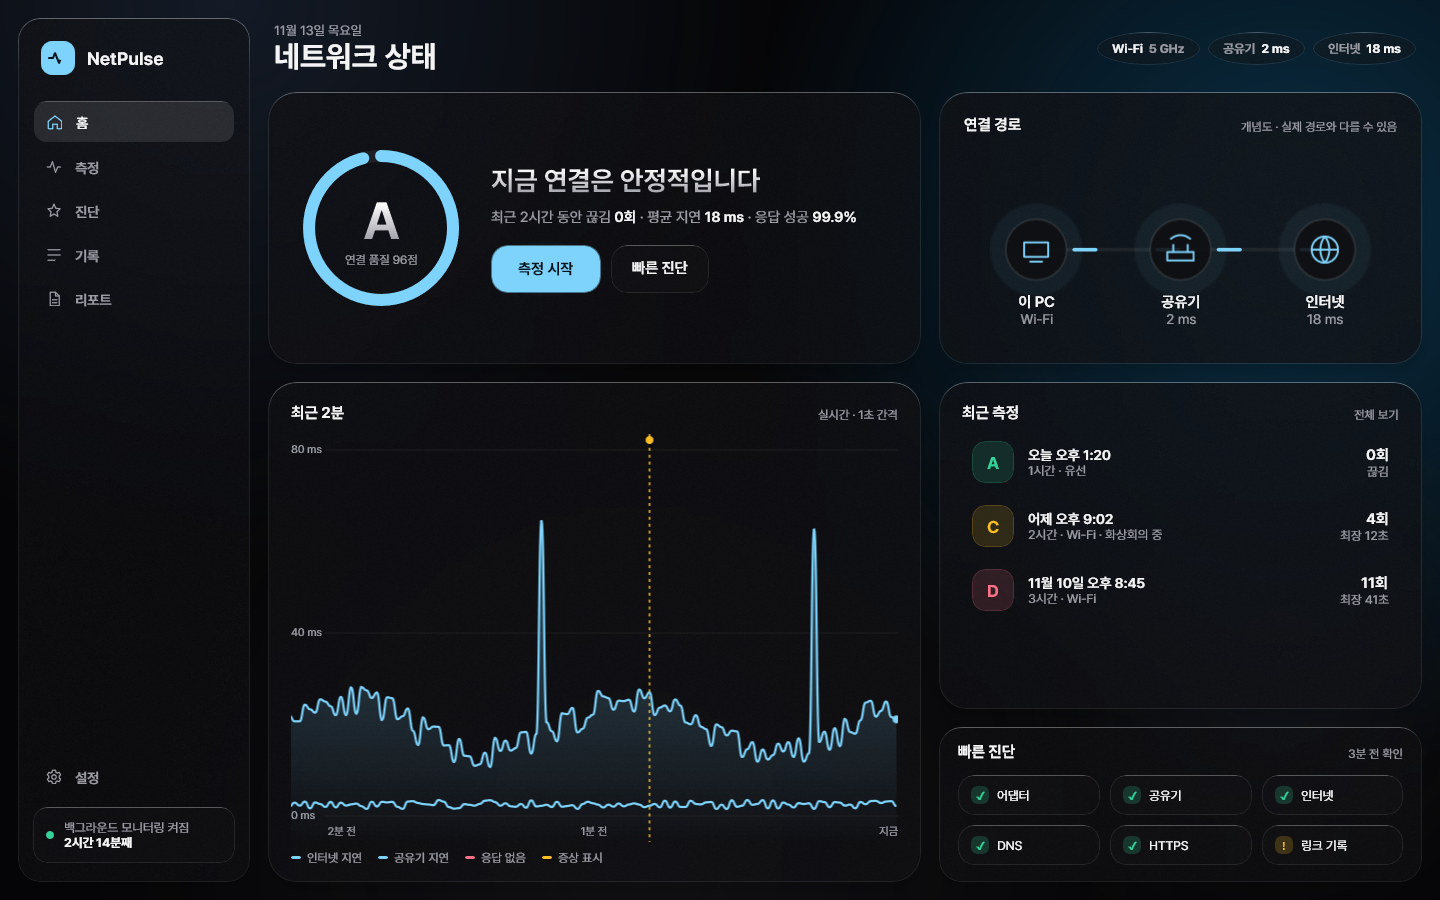 NetPulse
홈
측정
진단
기록
리포트
설정
백그라운드 모니터링 켜짐
2시간 14분째
11월 13일 목요일
네트워크 상태
Wi-Fi 5 GHz
공유기 2 ms
인터넷 18 ms
A
연결 품질 96점
지금 연결은 안정적입니다
최근 2시간 동안 끊김 0회 · 평균 지연 18 ms · 응답 성공 99.9%
측정 시작
빠른 진단
연결 경로
개념도 · 실제 경로와 다를 수 있음
이 PC
Wi-Fi
공유기
2 ms
인터넷
18 ms
최근 2분
실시간 · 1초 간격
80 ms
40 ms
0 ms
2분 전
1분 전
지금
인터넷 지연
공유기 지연
응답 없음
증상 표시
최근 측정
전체 보기
A
오늘 오후 1:20
1시간 · 유선
0회
끊김
C
어제 오후 9:02
2시간 · Wi-Fi · 화상회의 중
4회
최장 12초
D
11월 10일 오후 8:45
3시간 · Wi-Fi
11회
최장 41초
빠른 진단
3분 전 확인
어댑터
공유기
인터넷
DNS
HTTPS
! 링크 기록